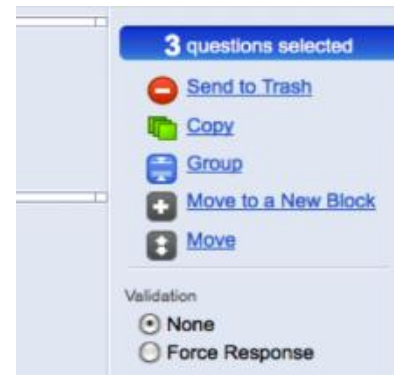 3 questions selected
Send to Trash
Copy
Group
Move to a New Block
Move
Validation
None
Force Response